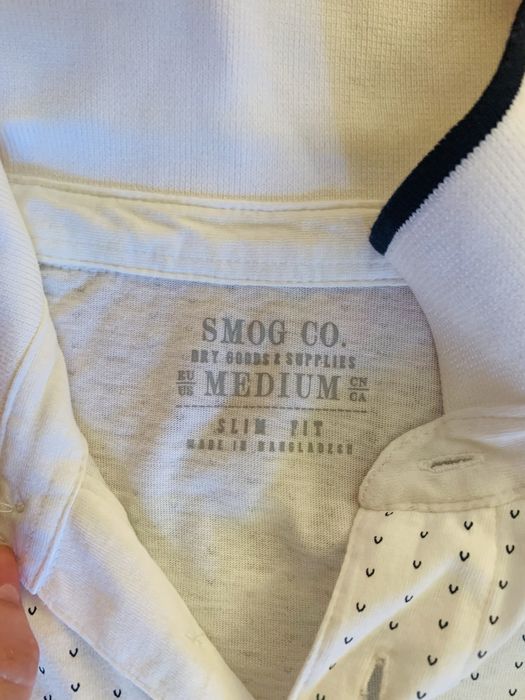 SMOG CO.
DRY GOODS & SUPPLIES
EU US MEDIUM CN CA
SLIM FIT
MADE IN BANGLADESH